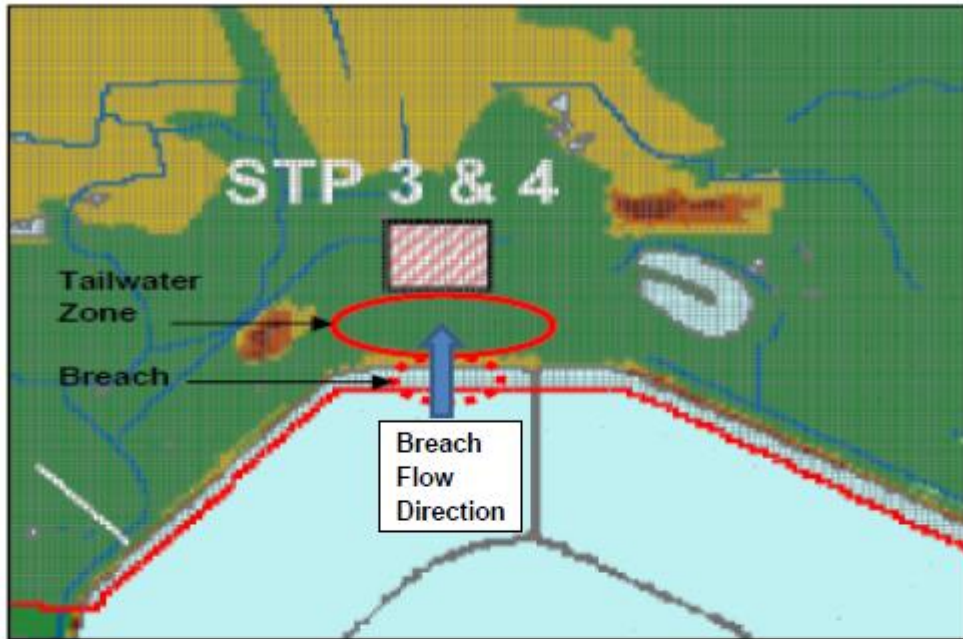 STP 3 & 4
Tailwater
Zone
Breach
Breach
Flow
Direction